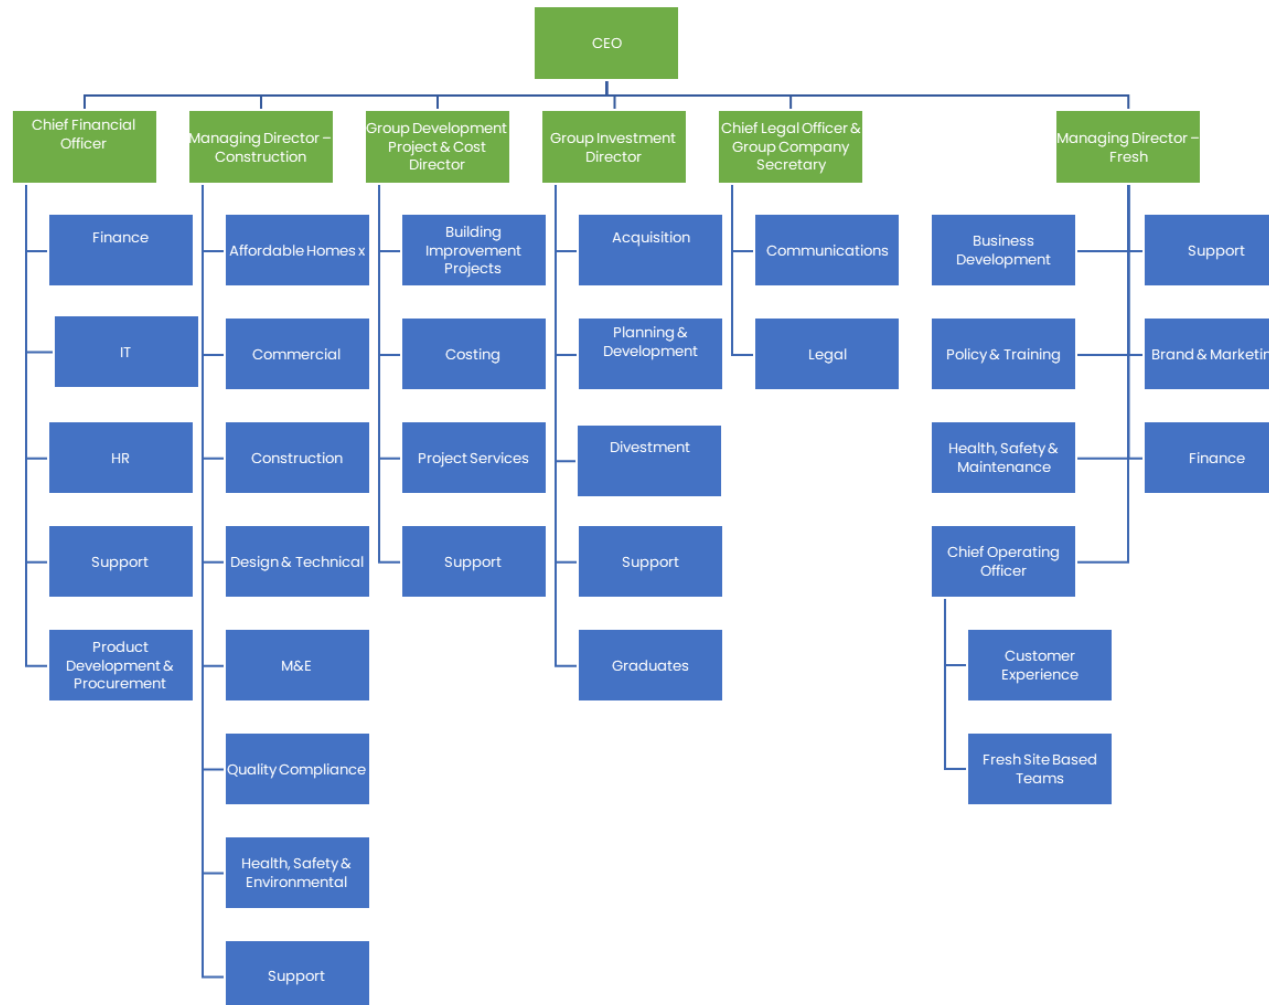 CEO
Chief Financial
Officer
Managing Director –
Construction
Group Development
Project & Cost
Director
Group Investment
Director
Chief Legal Officer &
Group Company
Secretary
Managing Director –
Fresh
Finance
IT
HR
Support
Product
Development &
Procurement
Affordable Homes x
Commercial
Construction
Design & Technical
M&E
Quality Compliance
Health, Safety &
Environmental
Support
Building
Improvement
Projects
Costing
Project Services
Support
Acquisition
Planning &
Development
Divestment
Support
Graduates
Communications
Legal
Business
Development
Policy & Training
Health, Safety &
Maintenance
Chief Operating
Officer
Customer
Experience
Fresh Site Based
Teams
Support
Brand & Marketin
Finance